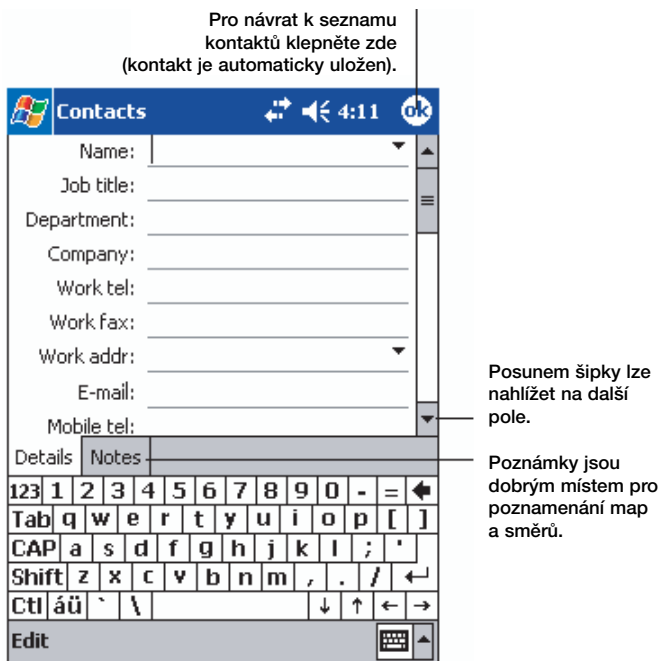 Pro návrat k seznamu
kontaktů klepněte zde
(kontakt je automaticky uložen).
Contacts 4:11 ok
Name:
Job title:
Department:
Company:
Work tel:
Work fax:
Work addr:
E-mail:
Mobile tel:
Posunem šipky lze
nahlížet na další
pole.
Details Notes
Poznámky jsou
dobrým místem pro
poznamenání map
a směrů.
123 1 2 3 4 5 6 7 8 9 0 - =
Tab q w e r t y u i o p [ ]
CAP a s d f g h j k l ; '
Shift z x c v b n m , . /
Ctl áü ` \
Edit